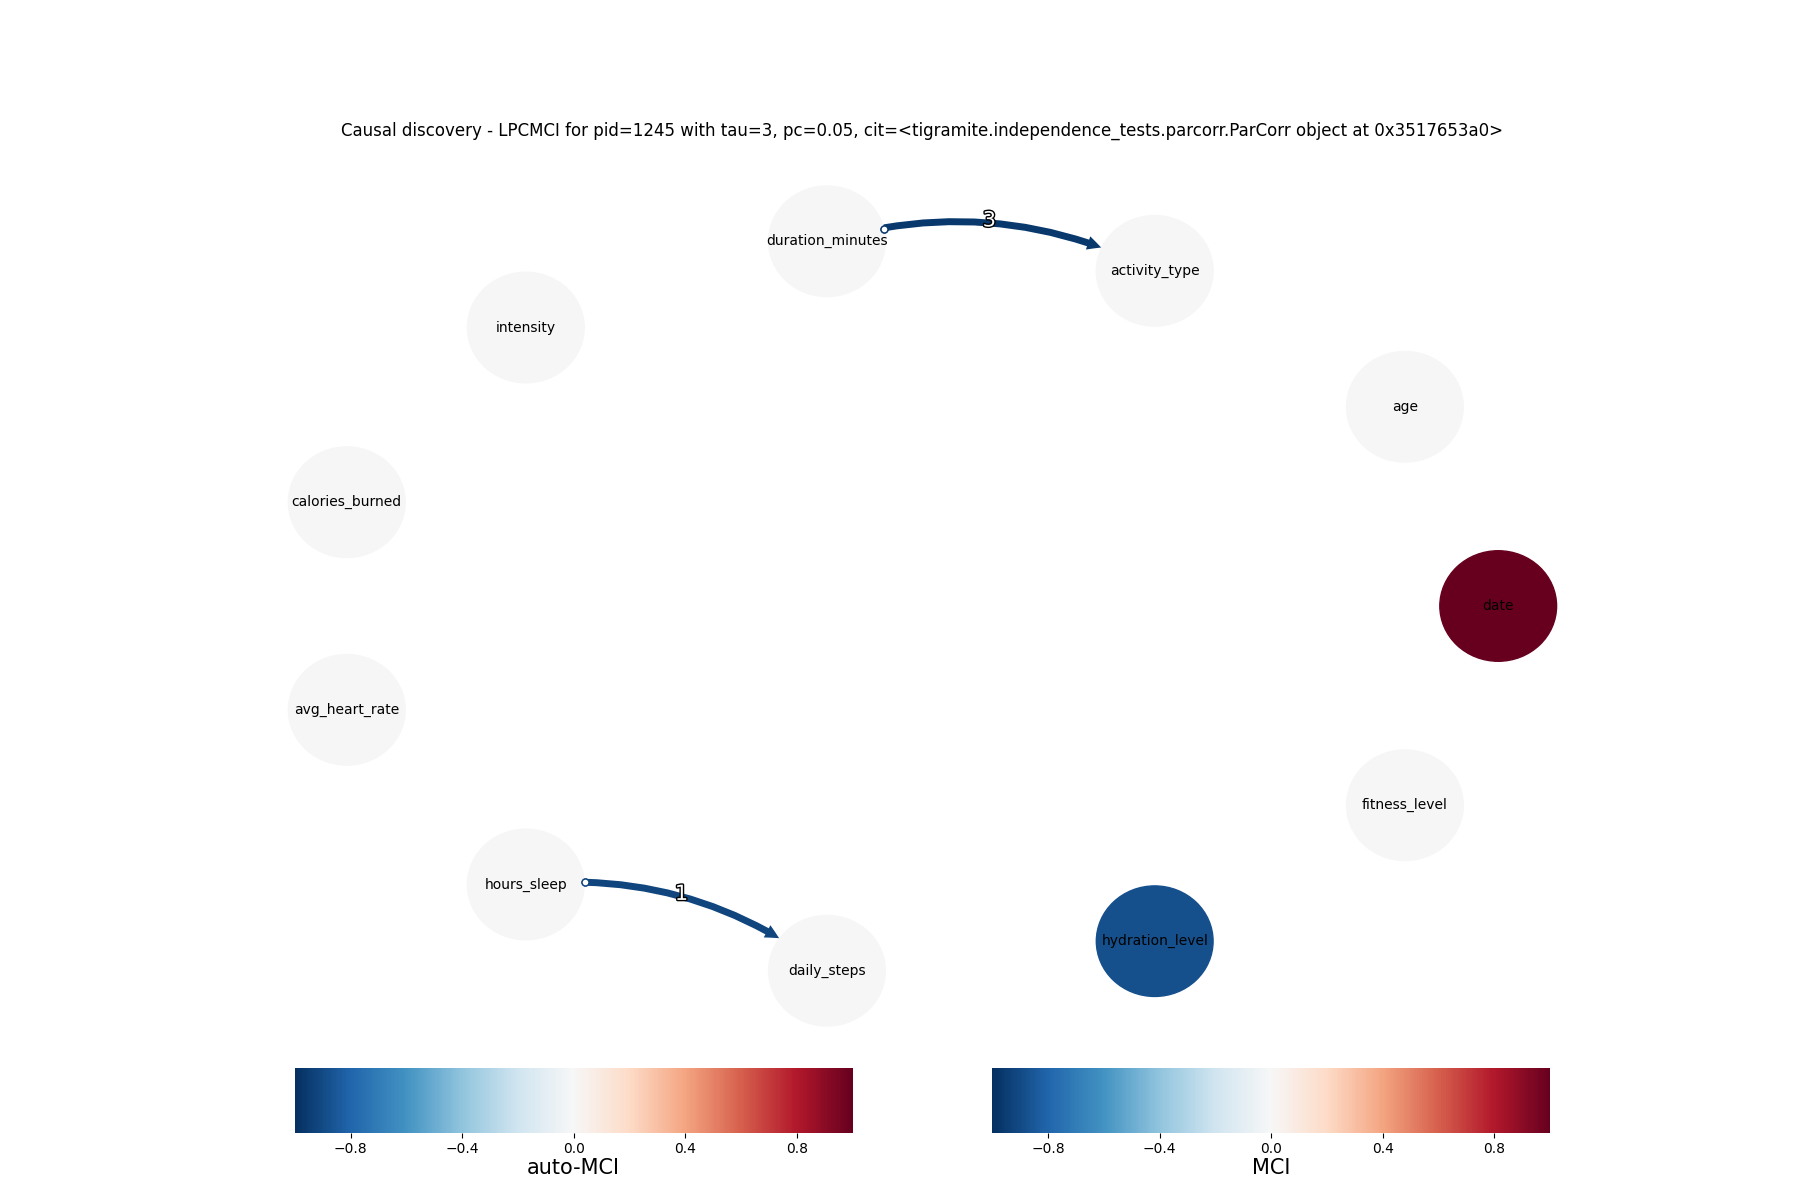 Causal discovery - LPCMCI for pid=1245 with tau=3, pc=0.05, cit=<tigramite.independence_tests.parcorr.ParCorr object at 0x3517653a0>
3
duration_minutes
activity_type
intensity
age
calories_burned
date
avg_heart_rate
fitness_level
hours_sleep
1
hydration_level
daily_steps
−0.8 −0.4 0.0 0.4 0.8
auto-MCI
−0.8 −0.4 0.0 0.4 0.8
MCI